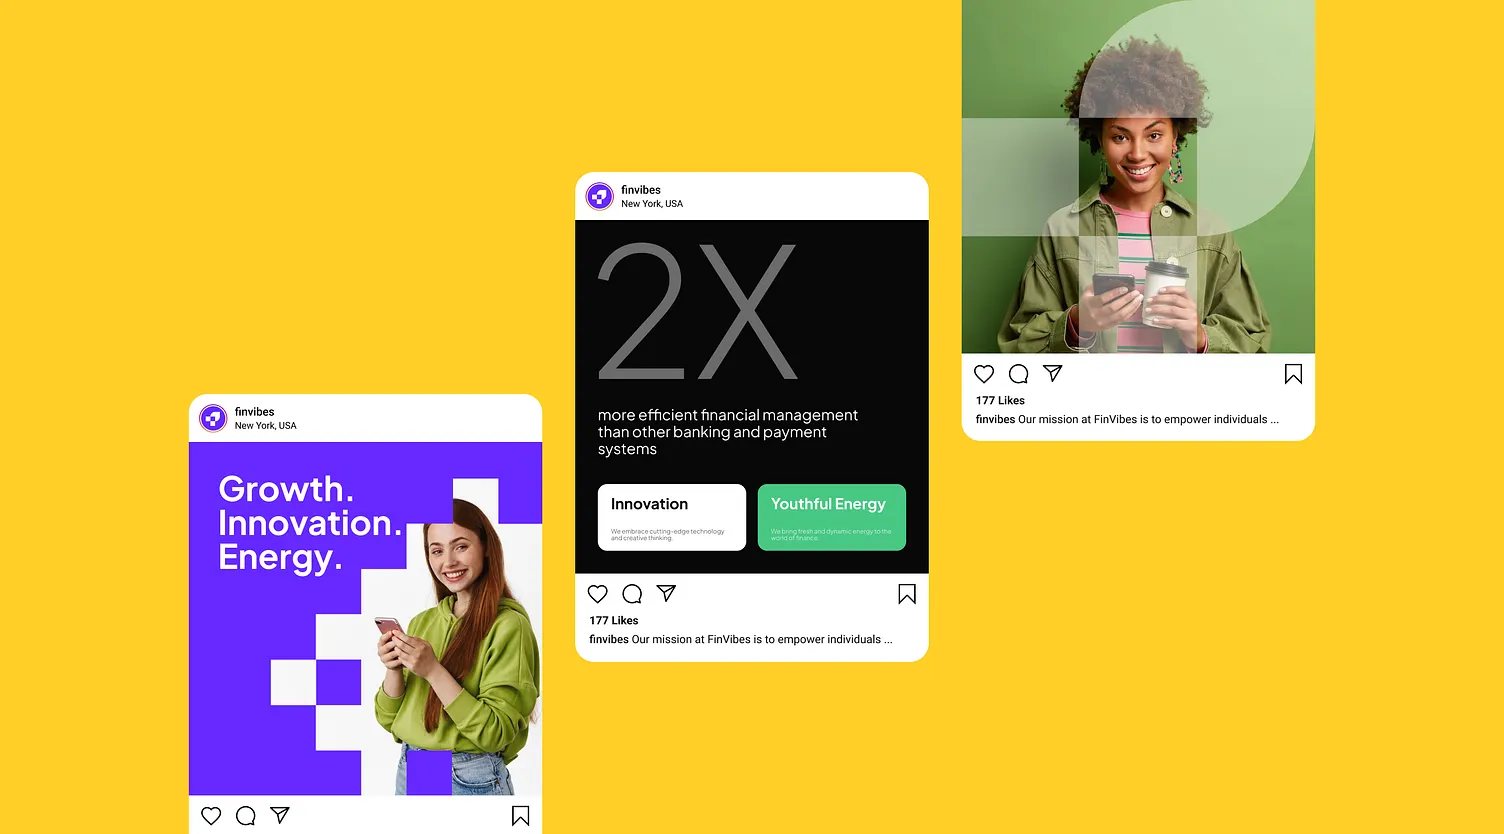 finvibes
New York, USA
Growth.
Innovation.
Energy.
finvibes
New York, USA
2X
more efficient financial management
than other banking and payment
systems
Innovation
We embrace cutting-edge technology
and creative thinking.
Youthful Energy
We bring fresh and dynamic energy to the
world of finance.
177 Likes
finvibes Our mission at FinVibes is to empower individuals ...
177 Likes
finvibes Our mission at FinVibes is to empower individuals ...